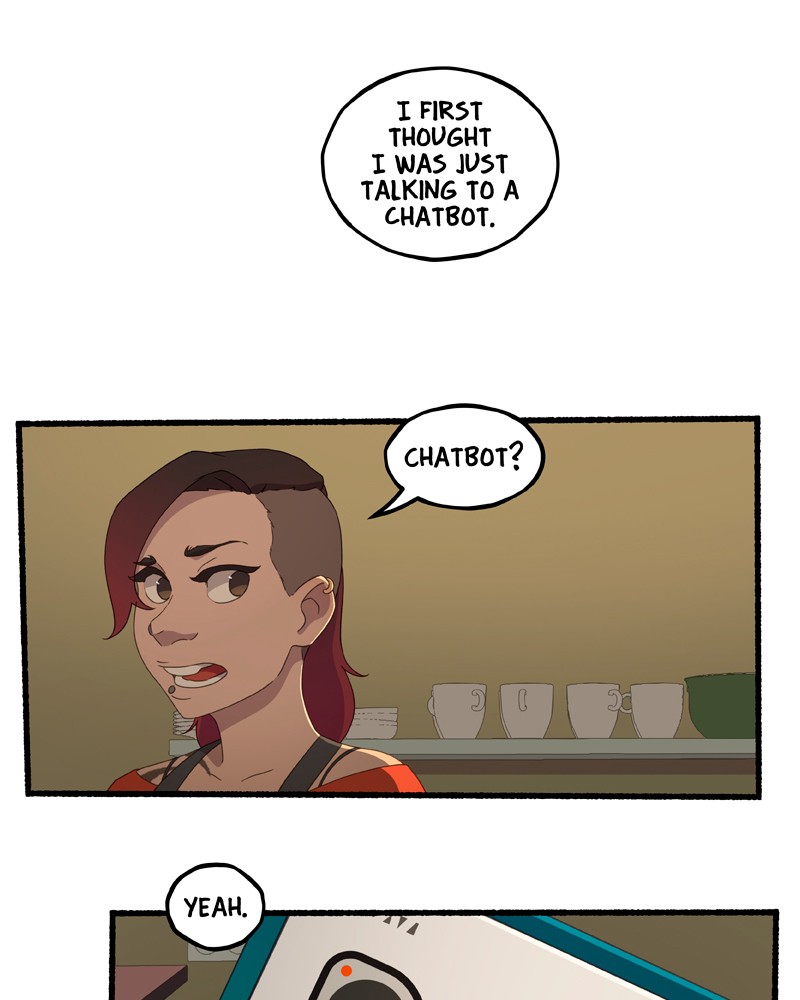 I FIRST
THOUGHT
I WAS JUST
TALKING TO A
CHATBOT.
CHATBOT?
YEAH.